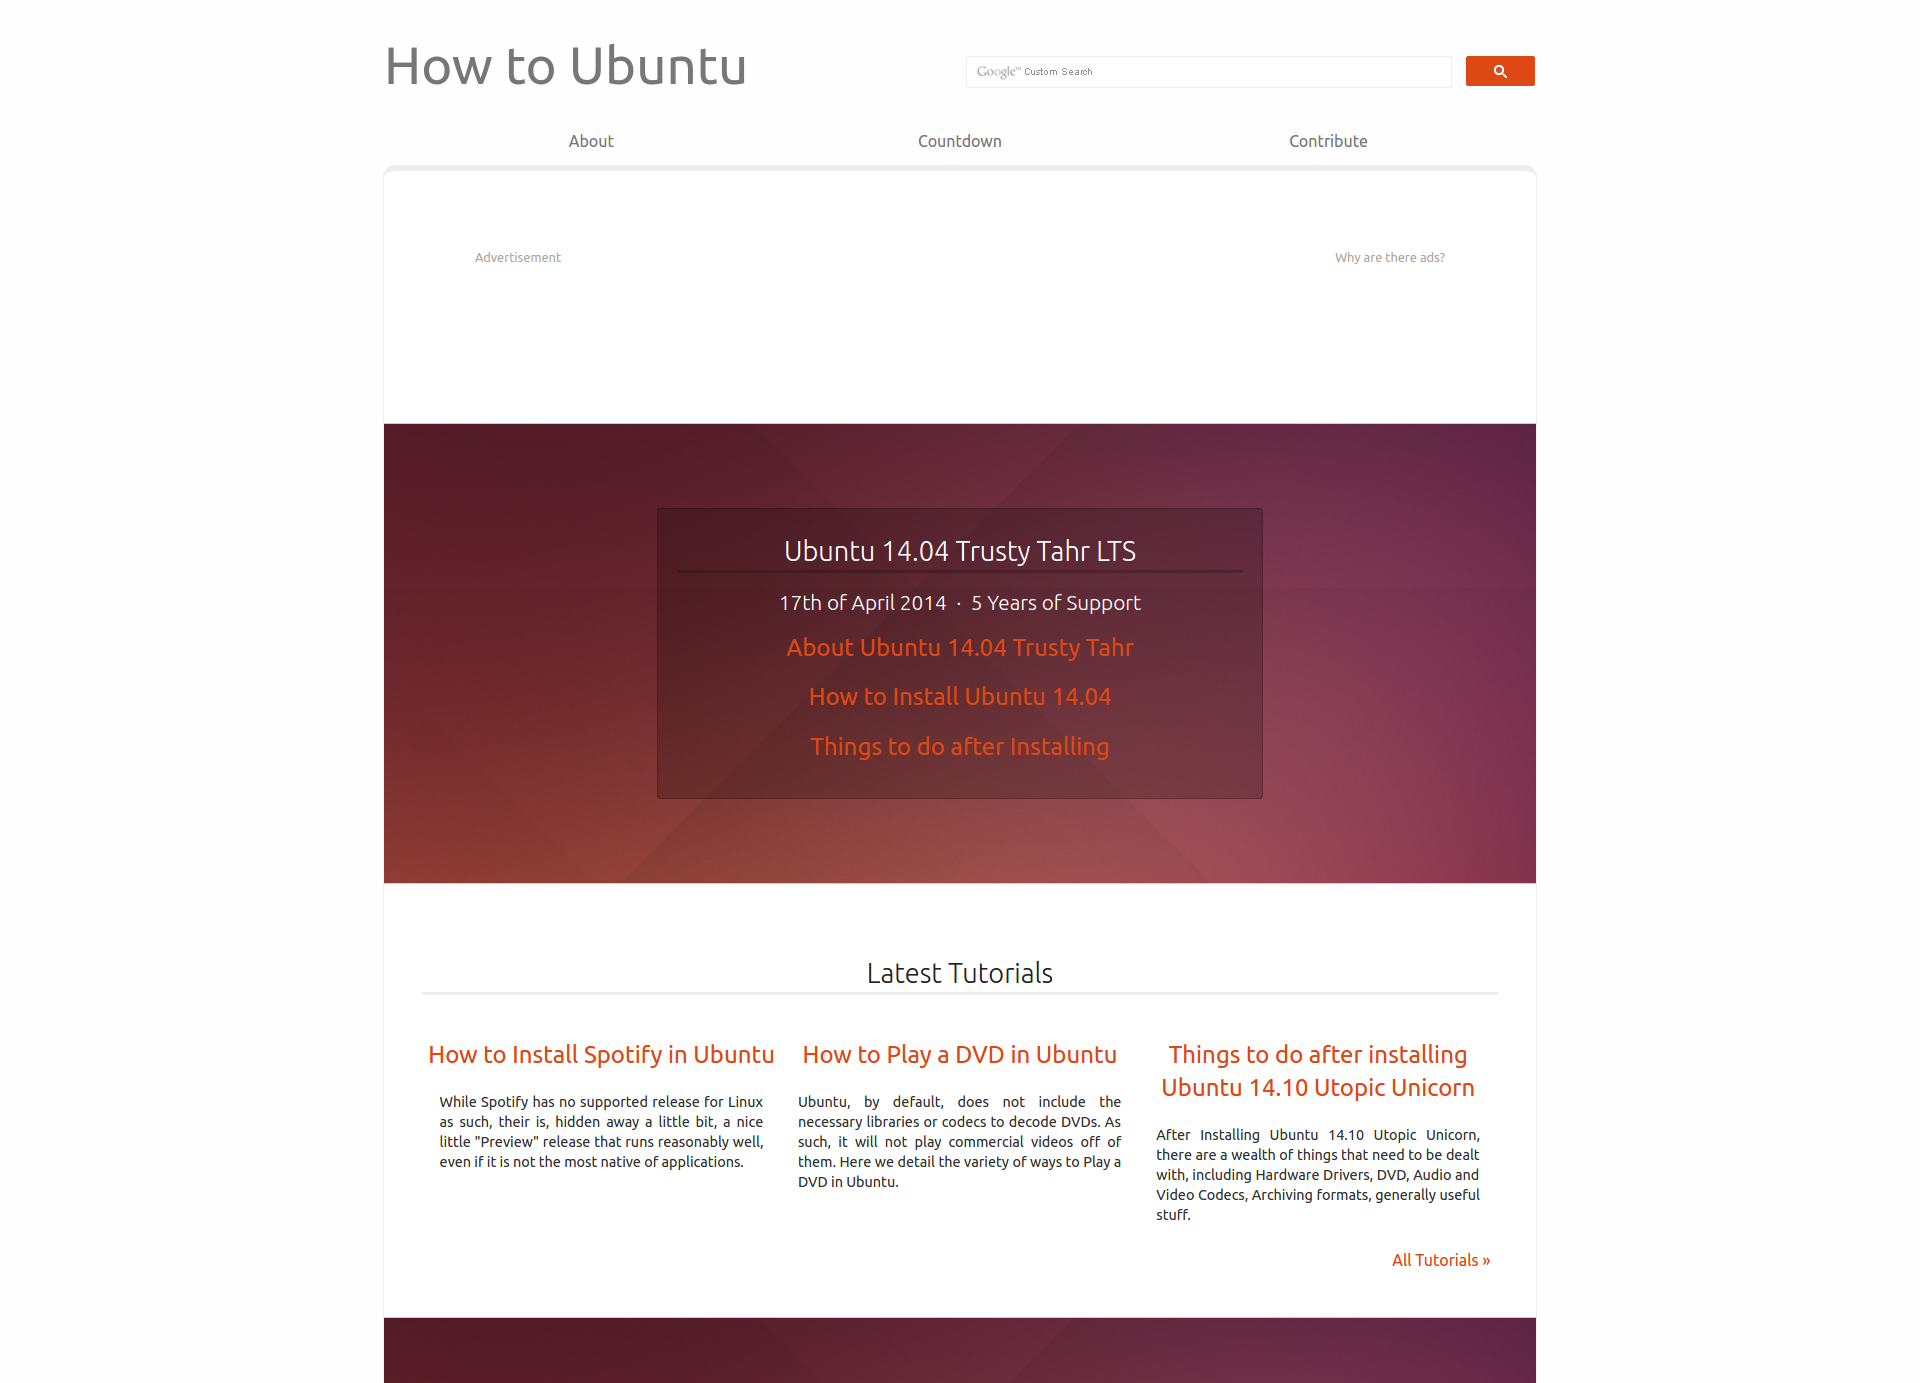 How to Ubuntu
Google™ Custom Search
About
Countdown
Contribute
Advertisement
Why are there ads?
Ubuntu 14.04 Trusty Tahr LTS
17th of April 2014 · 5 Years of Support
About Ubuntu 14.04 Trusty Tahr
How to Install Ubuntu 14.04
Things to do after Installing
Latest Tutorials
How to Install Spotify in Ubuntu
While Spotify has no supported release for Linux
as such, their is, hidden away a little bit, a nice
little "Preview" release that runs reasonably well,
even if it is not the most native of applications.
How to Play a DVD in Ubuntu
Ubuntu, by default, does not include the
necessary libraries or codecs to decode DVDs. As
such, it will not play commercial videos off of
them. Here we detail the variety of ways to Play a
DVD in Ubuntu.
Things to do after installing
Ubuntu 14.10 Utopic Unicorn
After Installing Ubuntu 14.10 Utopic Unicorn,
there are a wealth of things that need to be dealt
with, including Hardware Drivers, DVD, Audio and
Video Codecs, Archiving formats, generally useful
stuff.
All Tutorials »